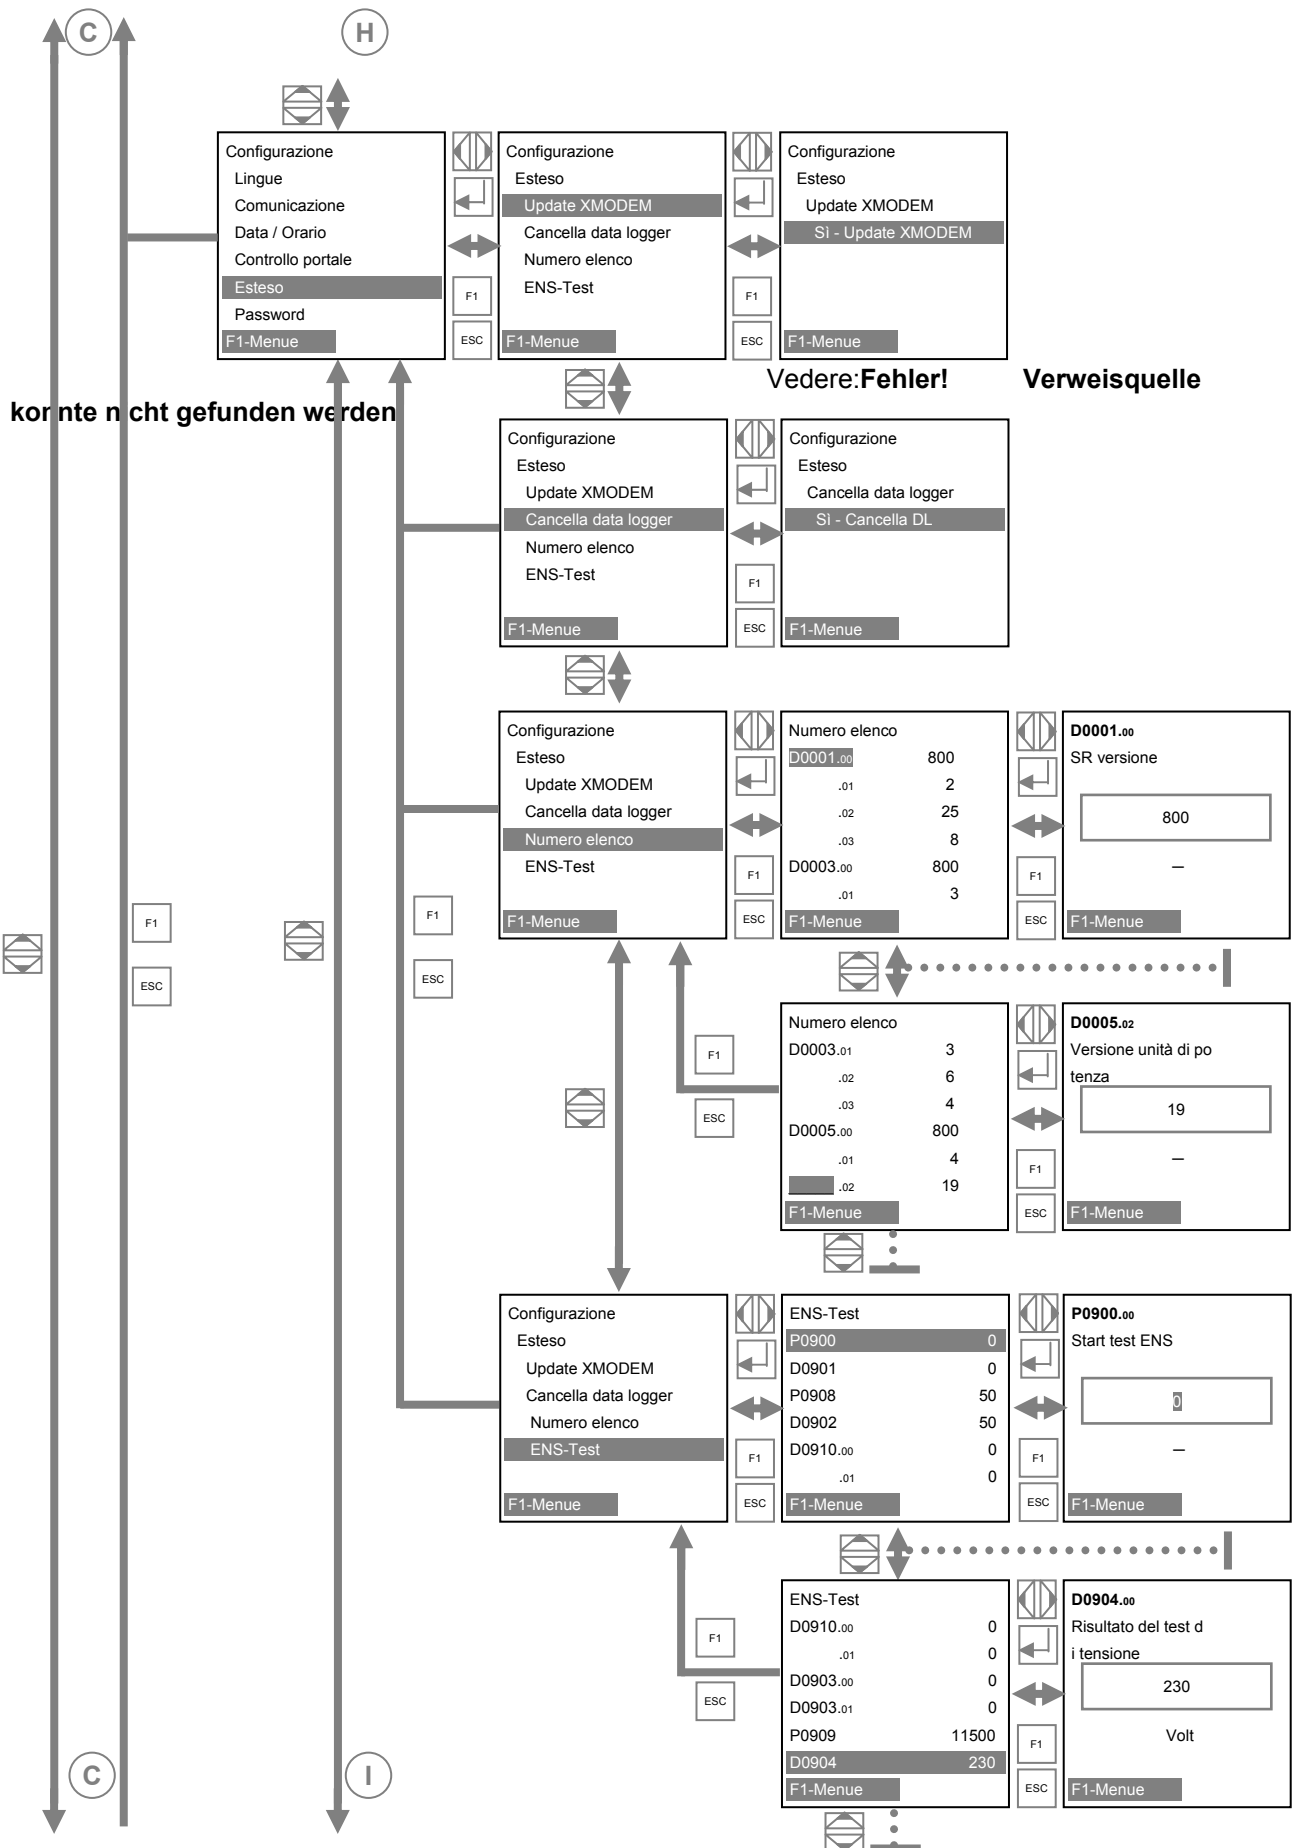 C
H
Configurazione
Lingue
Comunicazione
Data / Orario
Controllo portale
Esteso
Password
F1-Menue
F1
ESC
Configurazione
Esteso
Update XMODEM
Cancella data logger
Numero elenco
ENS-Test
F1-Menue
F1
ESC
Configurazione
Esteso
Update XMODEM
Sì - Update XMODEM
F1-Menue
Vedere:Fehler! Verweisquelle
konnte nicht gefunden werden
Configurazione
Esteso
Update XMODEM
Cancella data logger
Numero elenco
ENS-Test
F1-Menue
F1
ESC
Configurazione
Esteso
Cancella data logger
Sì - Cancella DL
F1-Menue
Configurazione
Esteso
Update XMODEM
Cancella data logger
Numero elenco
ENS-Test
F1-Menue
F1
ESC
Numero elenco
D0001.00 800
.01 2
.02 25
.03 8
D0003.00 800
.01 3
F1-Menue
F1
ESC
D0001.00
SR versione
800
–
F1-Menue
F1
ESC
F1
ESC
F1
ESC
Numero elenco
D0003.01 3
.02 6
.03 4
D0005.00 800
.01 4
.02 19
F1-Menue
F1
ESC
D0005.02
Versione unità di po
tenza
19
–
F1-Menue
Configurazione
Esteso
Update XMODEM
Cancella data logger
Numero elenco
ENS-Test
F1-Menue
F1
ESC
ENS-Test
P0900 0
D0901 0
P0908 50
D0902 50
D0910.00 0
.01 0
F1-Menue
F1
ESC
P0900.00
Start test ENS
0
–
F1-Menue
F1
ESC
ENS-Test
D0910.00 0
.01 0
D0903.00 0
D0903.01 0
P0909 11500
D0904 230
F1-Menue
F1
ESC
D0904.00
Risultato del test d
i tensione
230
Volt
F1-Menue
C
I